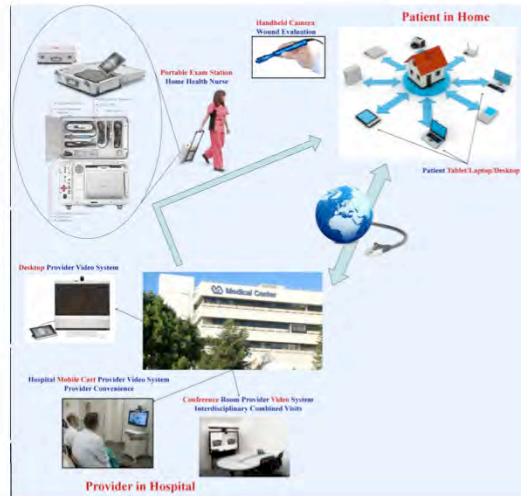 Patient in Home
Handheld Camera
Wound Evaluation
Portable Exam Station
Home Health Nurse
Patient Tablet/Laptop/Desktop
Desktop Provider Video System
Medical Center
Hospital Mobile Cart Provider Video System
Provider Convenience
Conference Room Provider Video System
Interdisciplinary Combined Visits
Provider in Hospital